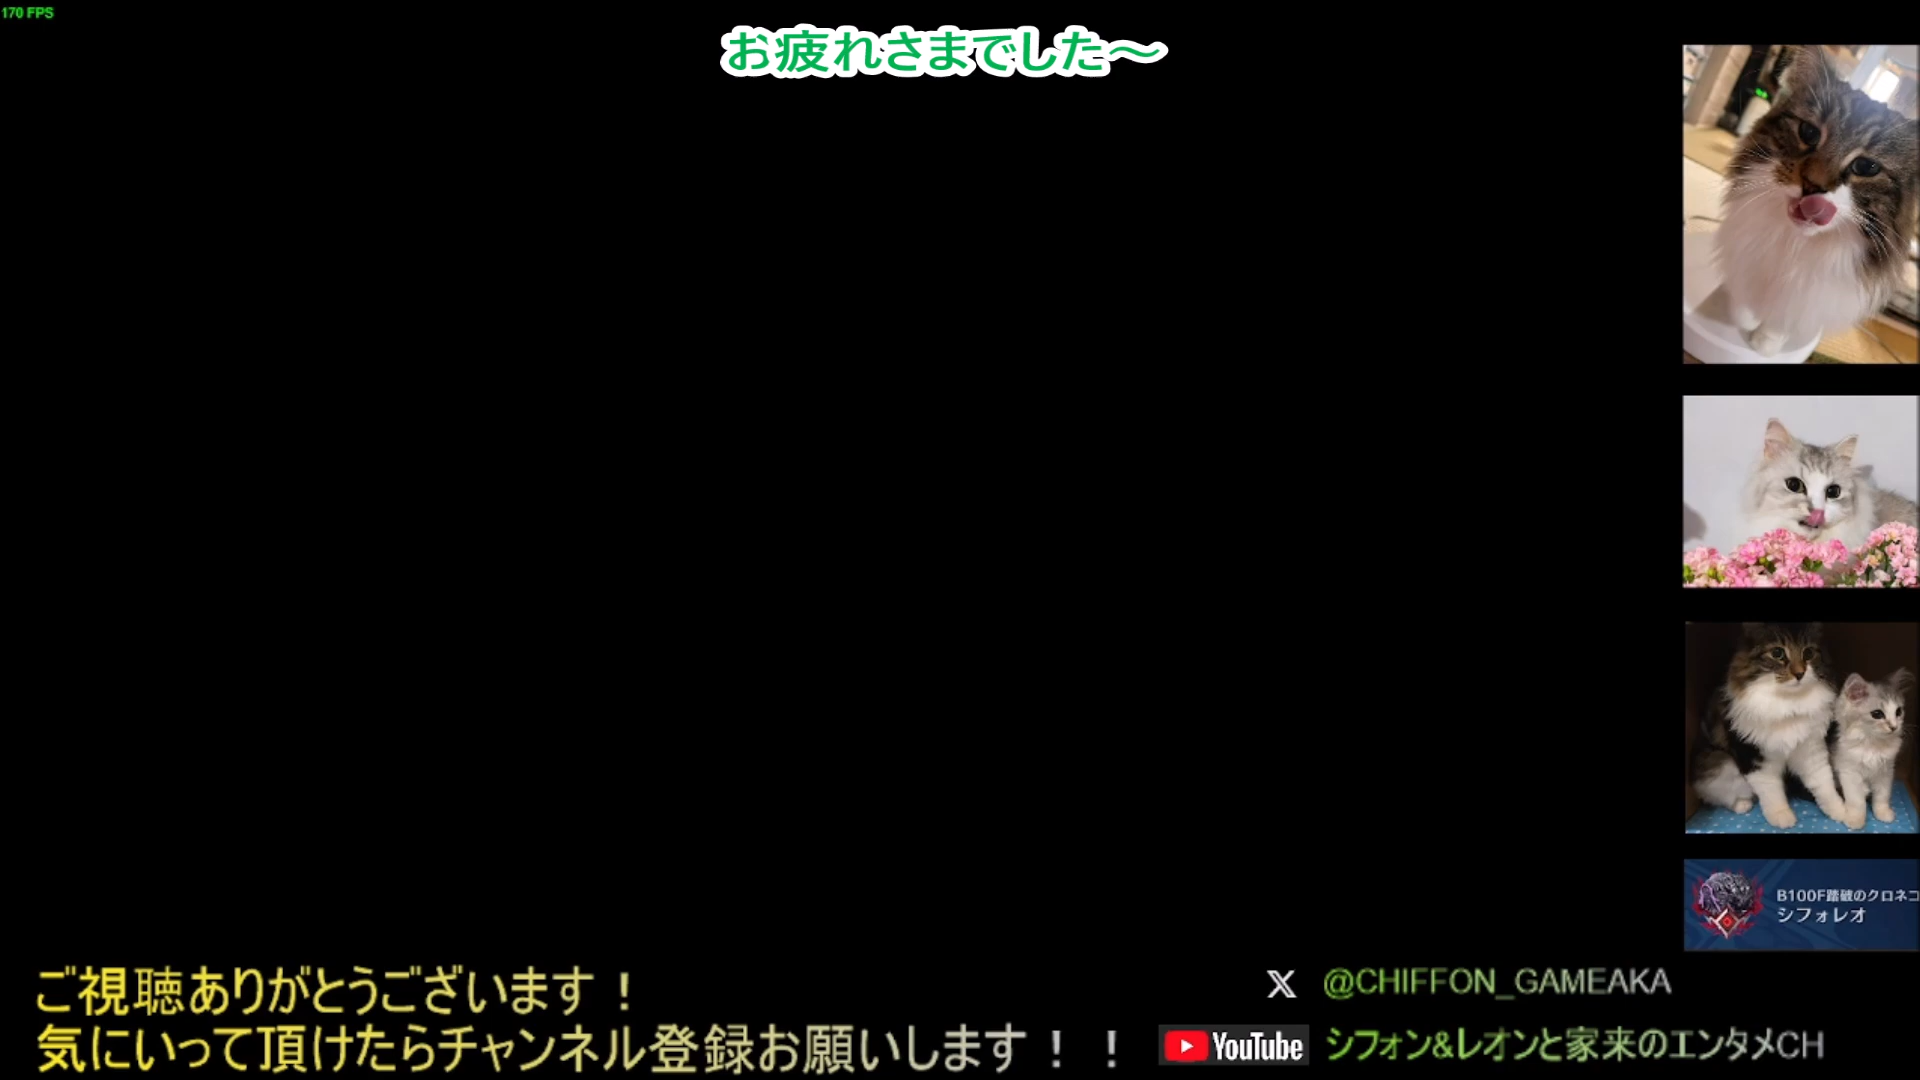 170 FPS
お疲れさまでした～
B100F踏破のクロネコ
シフォレオ
ご視聴ありがとうございます！
気にいって頂けたらチャンネル登録お願いします！！
X @CHIFFON_GAMEAKA
YouTube シフォン&レオンと家来のエンタメCH